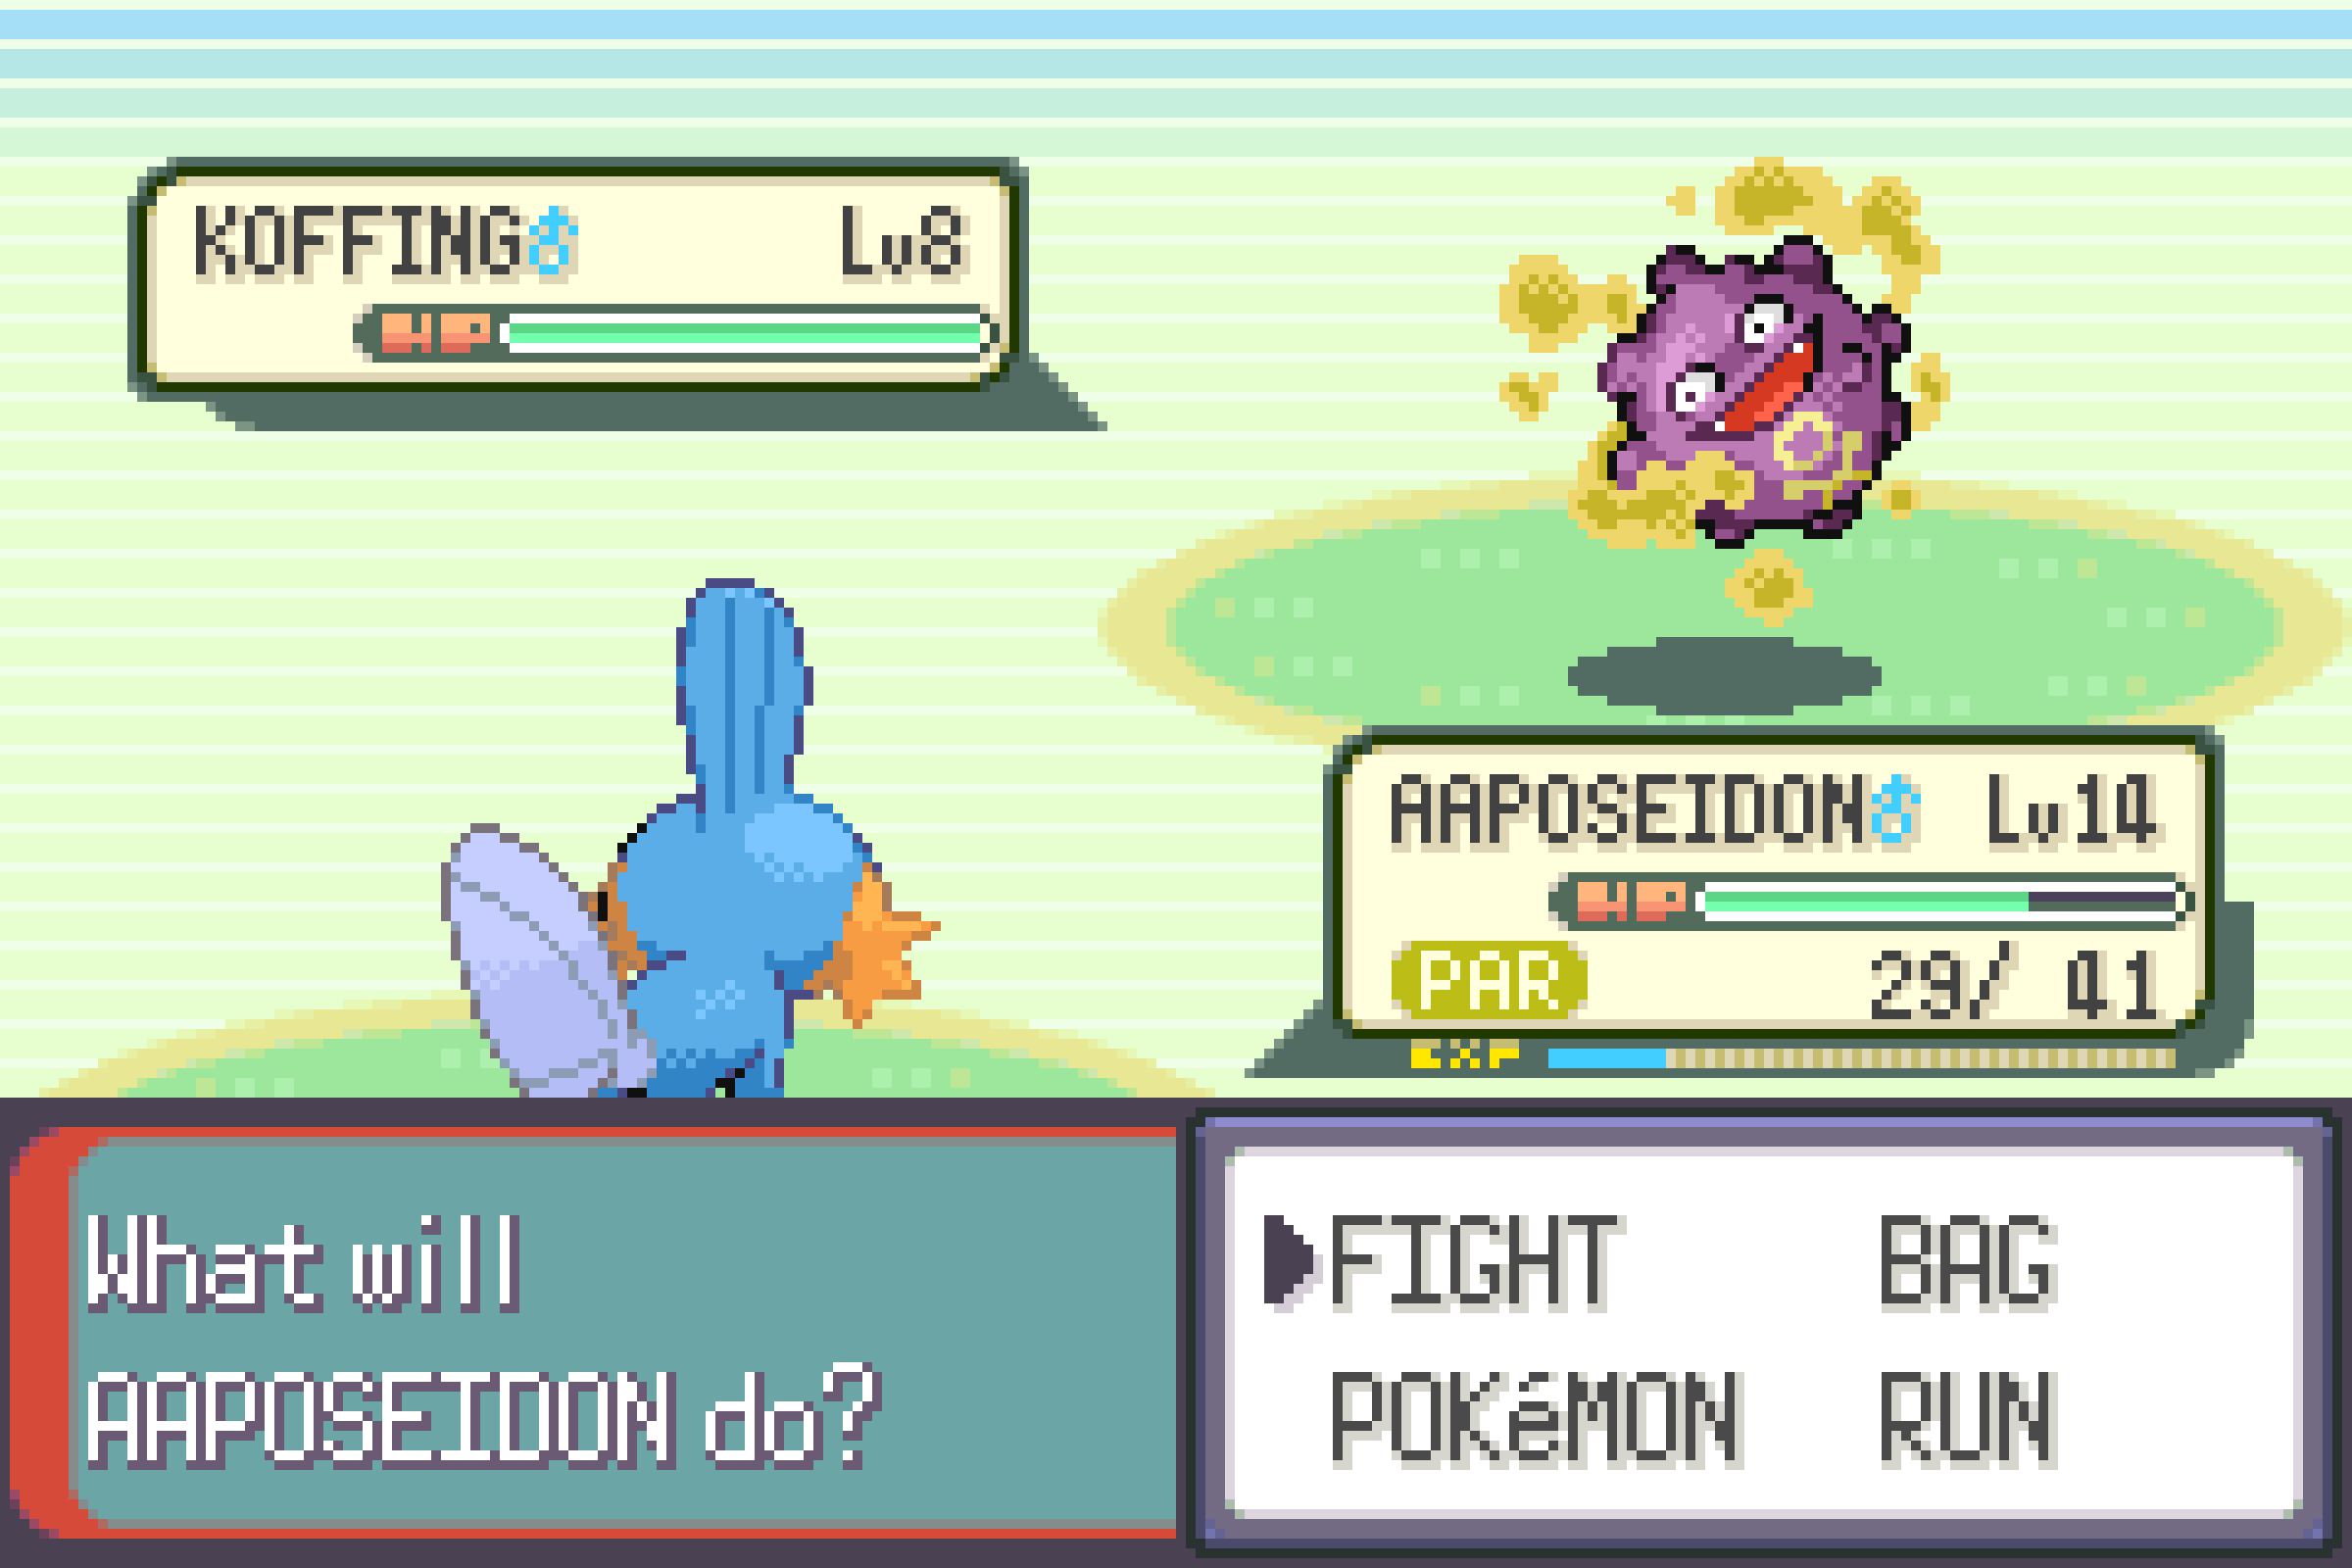 KOFFING♂ Lv8
HP
AAPOSEIDON♂ Lv14
HP
PAR 29/ 41
EXP
What will
AAPOSEIDON do?
FIGHT BAG
POKéMON RUN